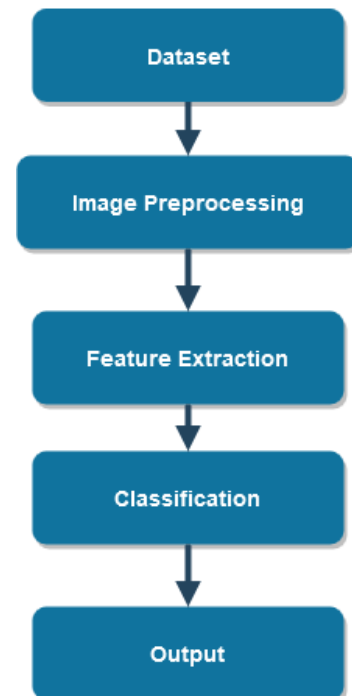 Dataset
Image Preprocessing
Feature Extraction
Classification
Output